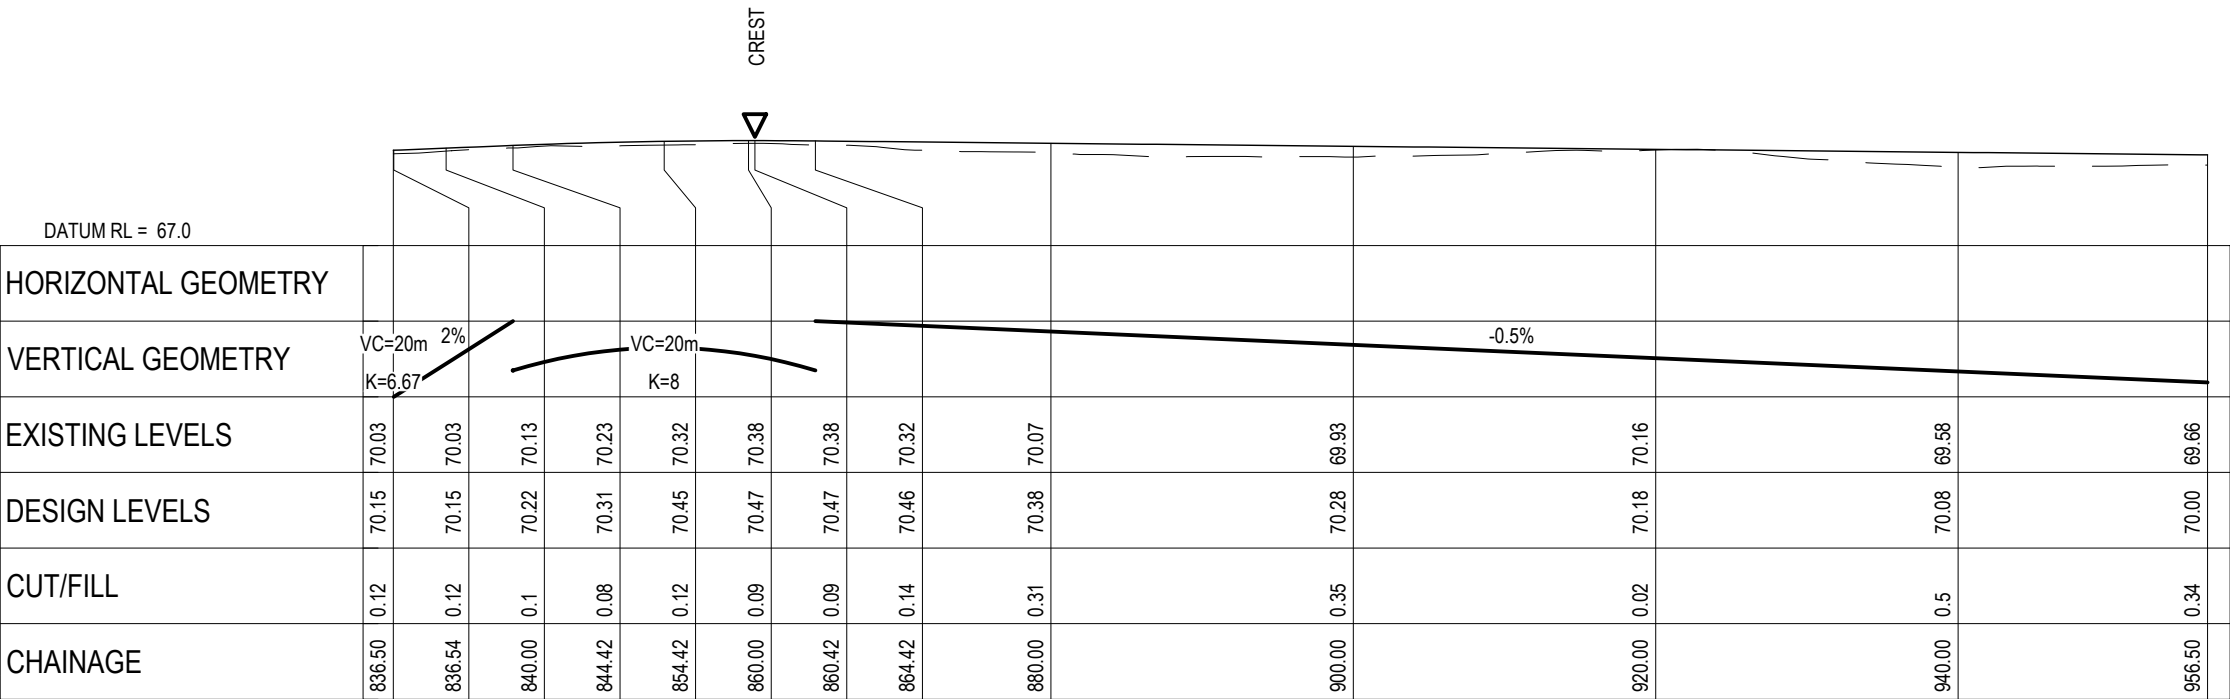 CREST
DATUM RL = 67.0
HORIZONTAL GEOMETRY
VERTICAL GEOMETRY
VC=20m 2% VC=20m -0.5%
K=6.67 K=8
EXISTING LEVELS 70.03 70.03 70.13 70.23 70.32 70.38 70.38 70.32 70.07 69.93 70.16 69.58 69.66
DESIGN LEVELS 70.15 70.15 70.22 70.31 70.45 70.47 70.47 70.46 70.38 70.28 70.18 70.08 70.00
CUT/FILL 0.12 0.12 0.1 0.08 0.12 0.09 0.09 0.14 0.31 0.35 0.02 0.5 0.34
CHAINAGE 836.50 836.54 840.00 844.42 854.42 860.00 860.42 864.42 880.00 900.00 920.00 940.00 956.50